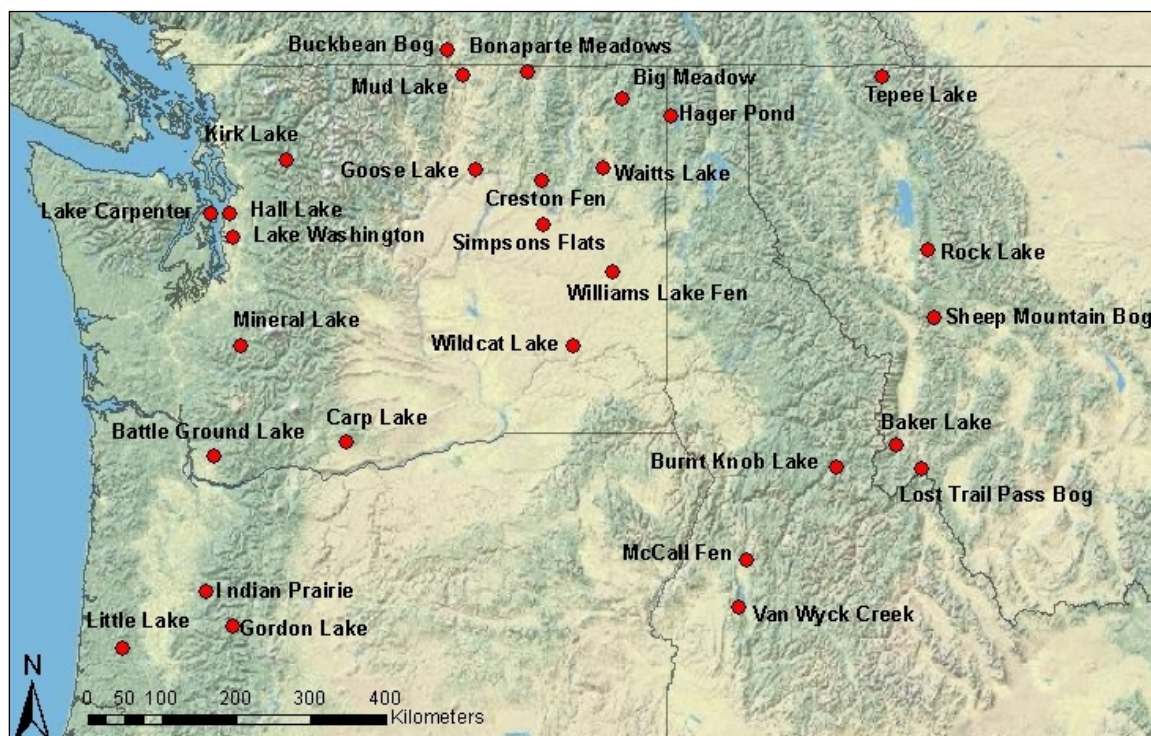 Buckbean Bog
Bonaparte Meadows
Mud Lake
Big Meadow
Tepee Lake
Hager Pond
Kirk Lake
Goose Lake
Waitts Lake
Creston Fen
Lake Carpenter
Hall Lake
Lake Washington
Simpsons Flats
Rock Lake
Williams Lake Fen
Mineral Lake
Sheep Mountain Bog
Wildcat Lake
Carp Lake
Baker Lake
Battle Ground Lake
Burnt Knob Lake
Lost Trail Pass Bog
McCall Fen
Indian Prairie
Van Wyck Creek
Little Lake
Gordon Lake
N
0 50 100 200 300 400
Kilometers